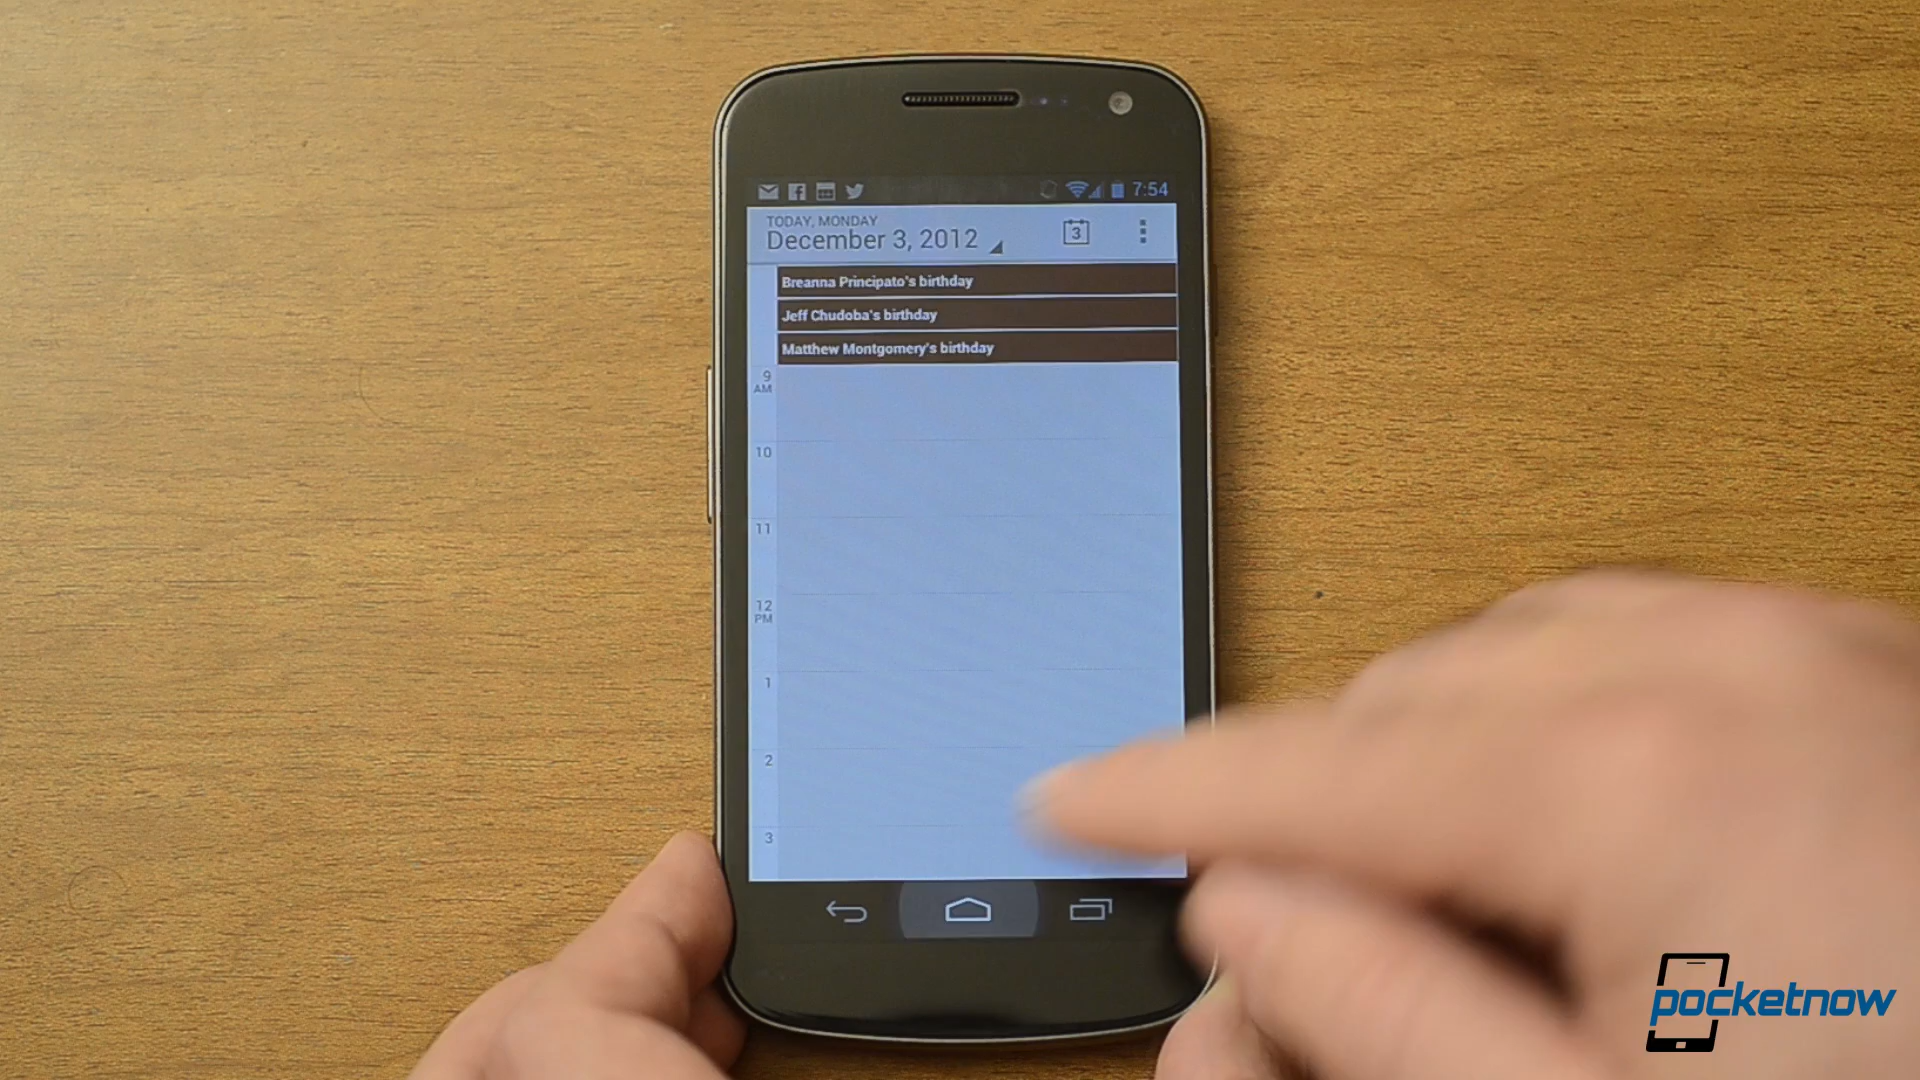 7:54
TODAY, MONDAY
December 3, 2012
3
Breanna Principato's birthday
Jeff Chudoba's birthday
Matthew Montgomery's birthday
9
AM
10
11
12
PM
1
2
3
pocketnow